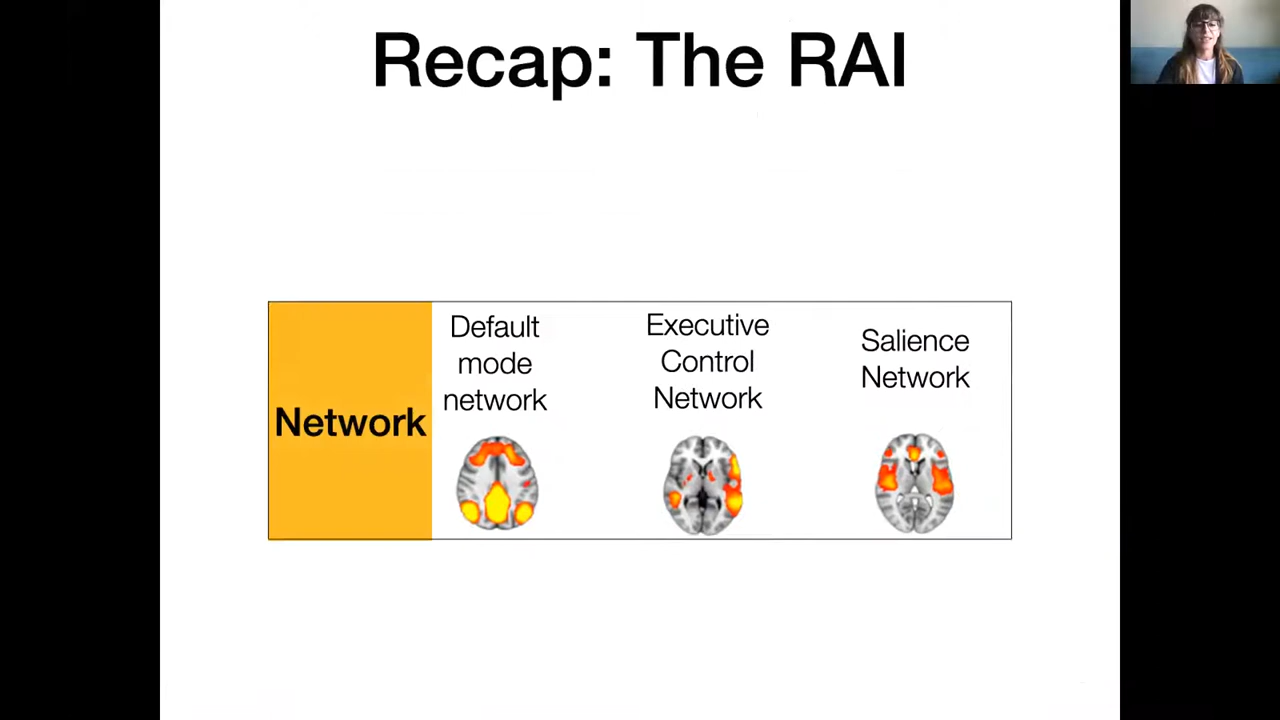 Recap: The RAI
Network
Default
mode
network
Executive
Control
Network
Salience
Network